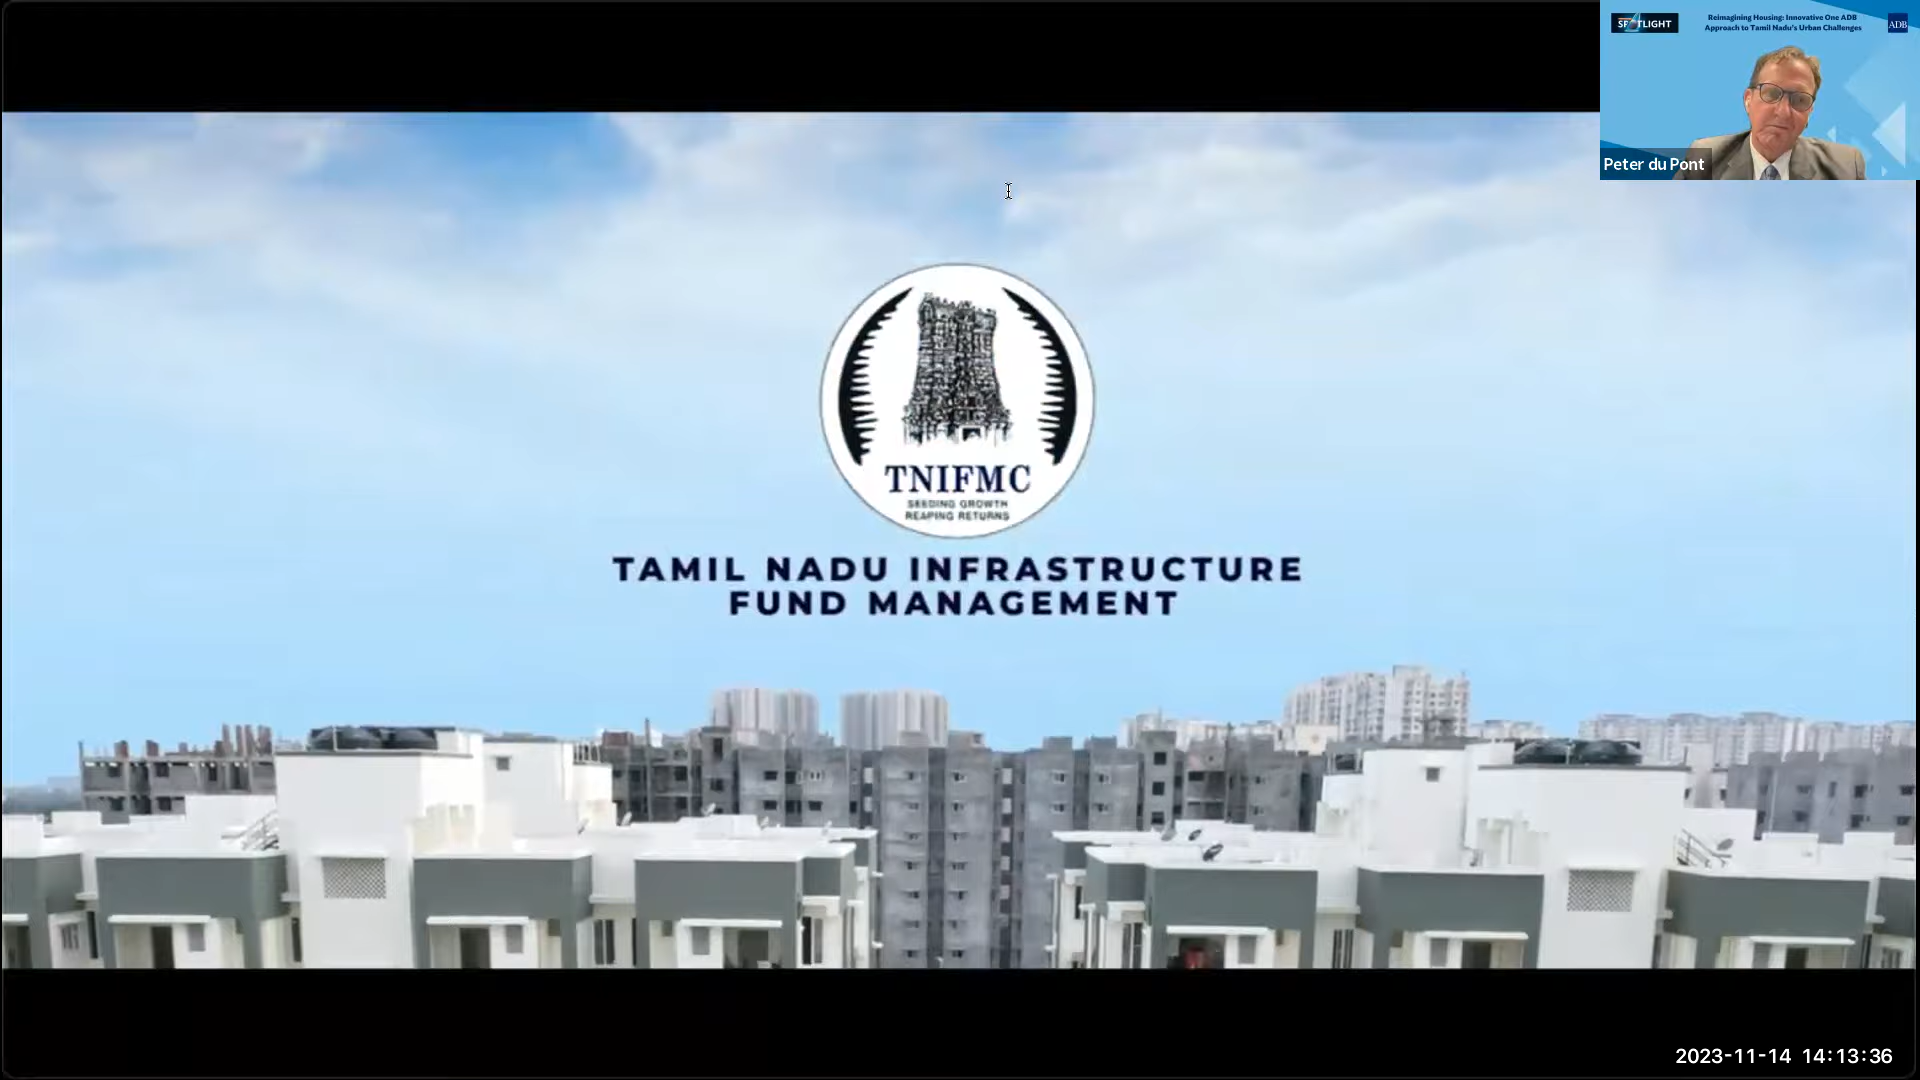 SPOTLIGHT
Reimagining Housing: Innovative One ADB
Approach to Tamil Nadu's Urban Challenges
ADB
Peter du Pont
TNIFMC
SEEDING GROWTH
REAPING RETURNS
TAMIL NADU INFRASTRUCTURE
FUND MANAGEMENT
2023-11-14 14:13:36